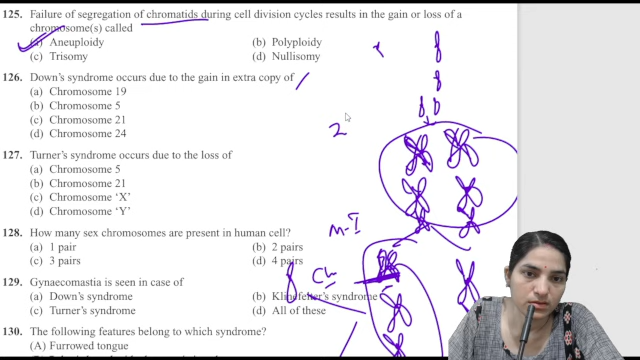 125. Failure of segregation of chromatids during cell division cycles results in the gain or loss of a
chromosome(s) called
(a) Aneuploidy (b) Polyploidy
(c) Trisomy (d) Nullisomy
126. Down's syndrome occurs due to the gain in extra copy of
(a) Chromosome 19
(b) Chromosome 5
(c) Chromosome 21
(d) Chromosome 24
2
127. Turner's syndrome occurs due to the loss of
(a) Chromosome 5
(b) Chromosome 21
(c) Chromosome 'X'
(d) Chromosome 'Y'
M-I
128. How many sex chromosomes are present in human cell?
(a) 1 pair (b) 2 pairs
(c) 3 pairs (d) 4 pairs
Ch
129. Gynaecomastia is seen in case of
(a) Down's syndrome (b) Klinefelter's syndrome
(c) Turner's syndrome (d) All of these
130. The following features belong to which syndrome?
(A) Furrowed tongue